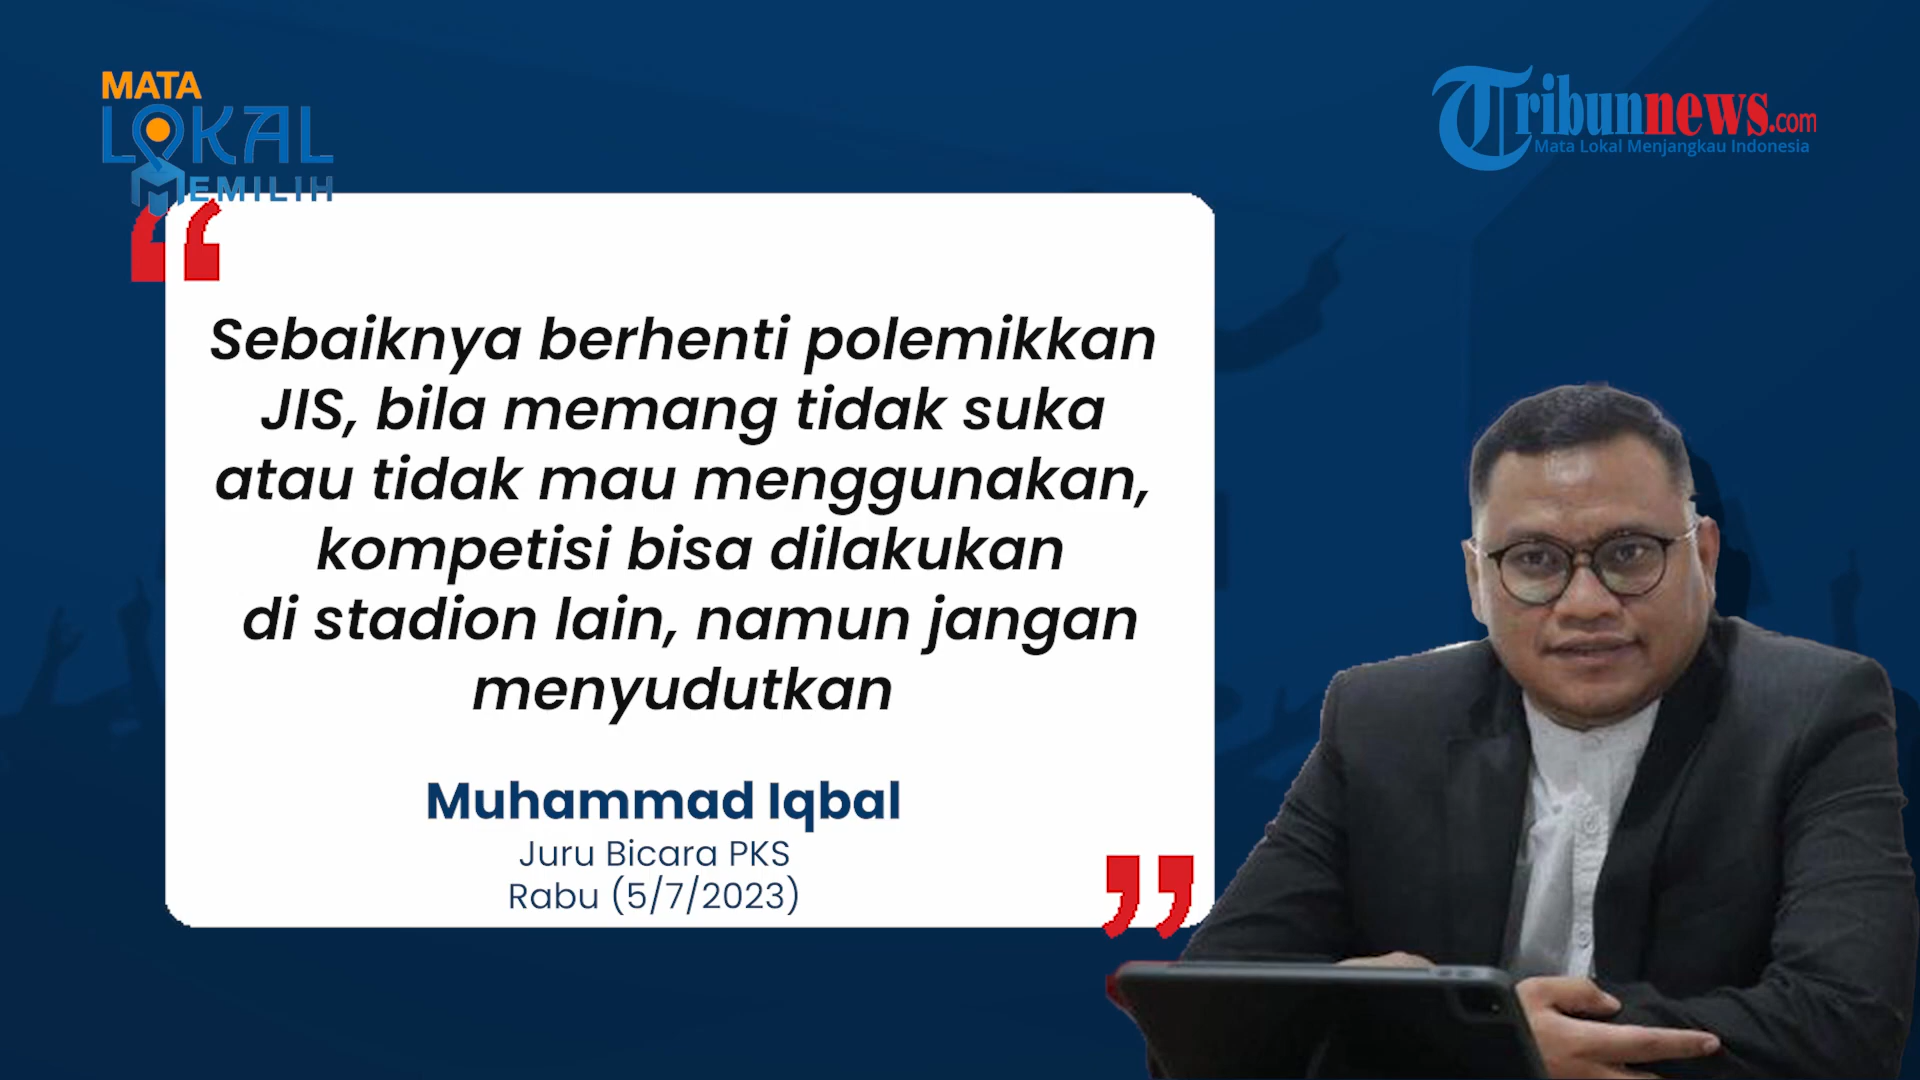 MATA
LOKAL
MEMILIH
Tribunnews.com
Mata Lokal Menjangkau Indonesia
“
Sebaiknya berhenti polemikkan
JIS, bila memang tidak suka
atau tidak mau menggunakan,
kompetisi bisa dilakukan
di stadion lain, namun jangan
menyudutkan
Muhammad Iqbal
Juru Bicara PKS
Rabu (5/7/2023)
”